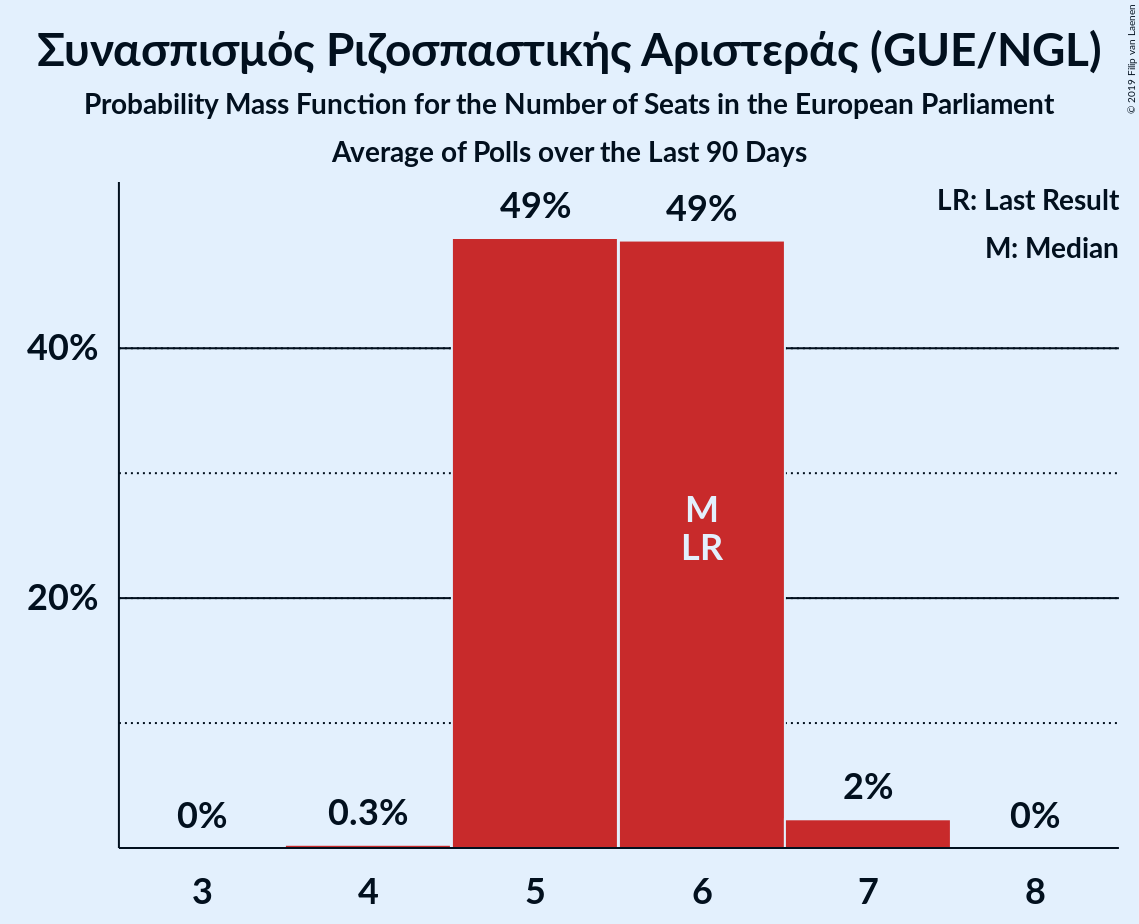 Συνασπισμός Ριζοσπαστικής Αριστεράς (GUE/NGL)
Probability Mass Function for the Number of Seats in the European Parliament
Average of Polls over the Last 90 Days
© 2019 Filip van Laenen
LR: Last Result
M: Median
49%
49%
40%
M
LR
20%
0%
0.3%
2%
0%
3
4
5
6
7
8